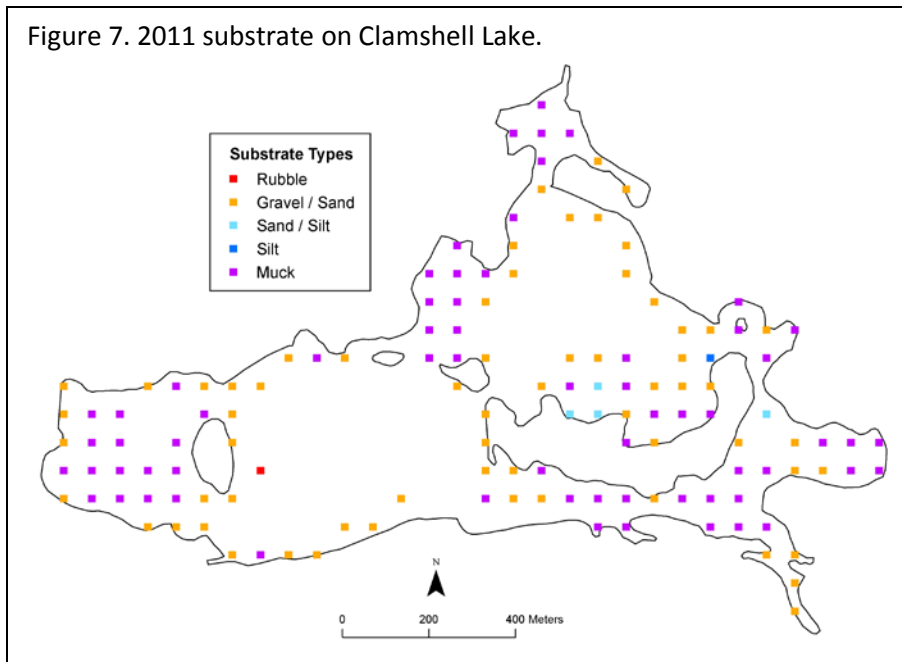 Figure 7. 2011 substrate on Clamshell Lake.
Substrate Types
Rubble
Gravel / Sand
Sand / Silt
Silt
Muck
N
0 200 400 Meters